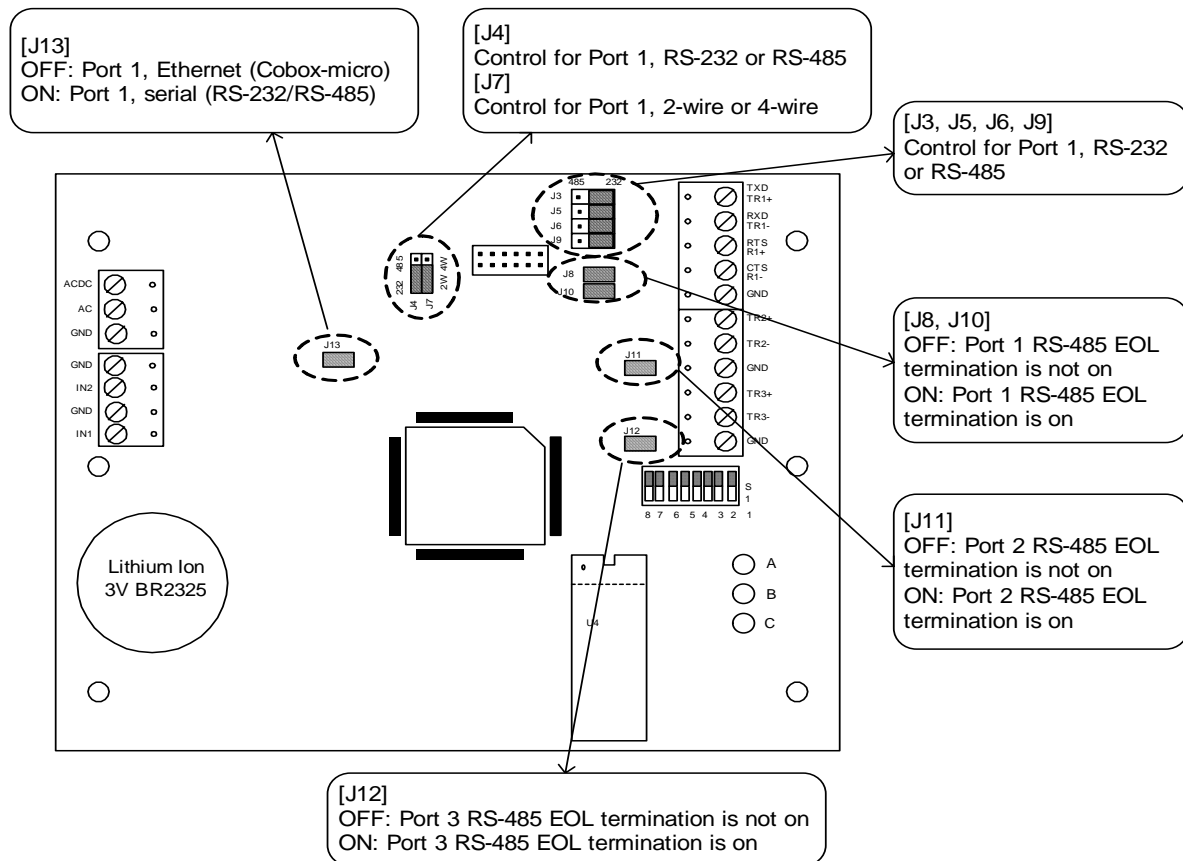 [J13]
OFF: Port 1, Ethernet (Cobox-micro)
ON: Port 1, serial (RS-232/RS-485)
[J4]
Control for Port 1, RS-232 or RS-485
[J7]
Control for Port 1, 2-wire or 4-wire
[J3, J5, J6, J9]
Control for Port 1, RS-232
or RS-485
485 232
J3
J5
J6
J9
TXD
TR1+
RXD
TR1-
RTS
R1+
CTS
R1-
GND
TR2+
TR2-
GND
TR3+
TR3-
GND
232 485
J4
J7
2W 4W
J8
J10
ACDC
AC
GND
GND
IN2
GND
IN1
J13
J11
J12
[J8, J10]
OFF: Port 1 RS-485 EOL
termination is not on
ON: Port 1 RS-485 EOL
termination is on
S
1
8 7 6 5 4 3 2 1
[J11]
OFF: Port 2 RS-485 EOL
termination is not on
ON: Port 2 RS-485 EOL
termination is on
Lithium Ion
3V BR2325
A
B
C
U4
[J12]
OFF: Port 3 RS-485 EOL termination is not on
ON: Port 3 RS-485 EOL termination is on